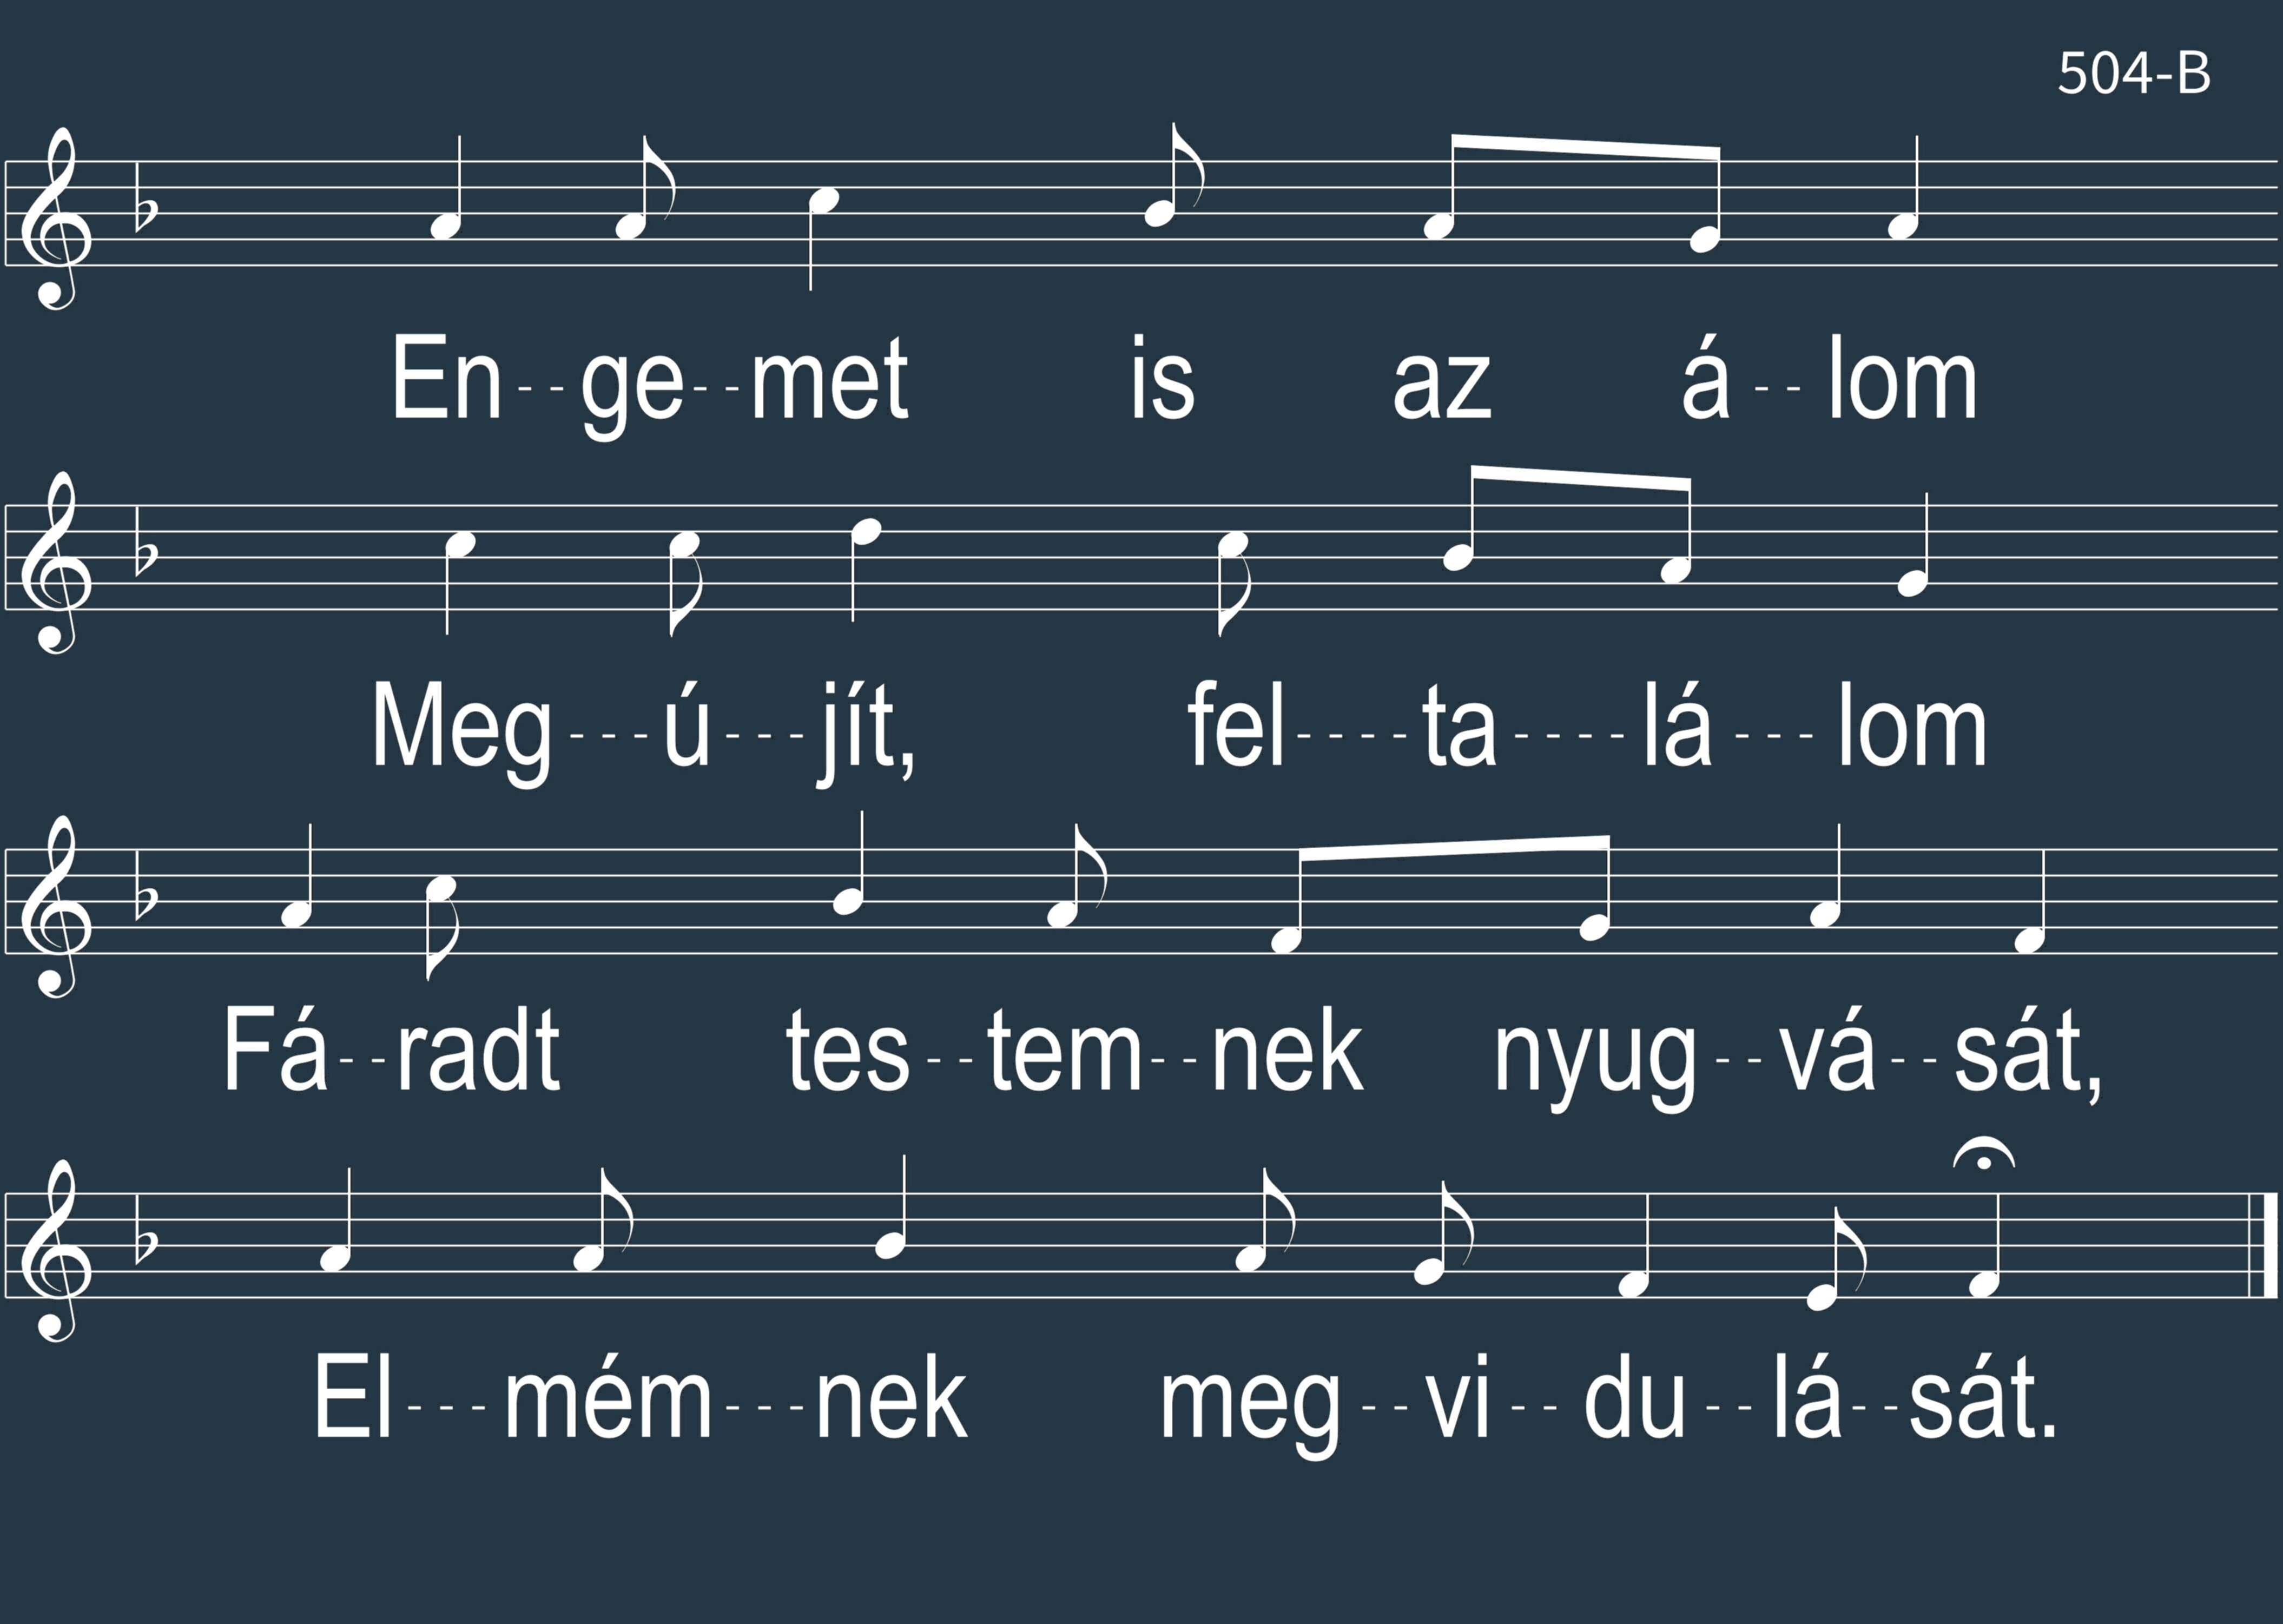 504-B
En--ge--met is az á--lom
Meg---ú---jít, fel----ta----lá---lom
Fá--radt tes--tem--nek nyug--vá--sát,
El---mém---nek meg--vi--du--lá--sát.